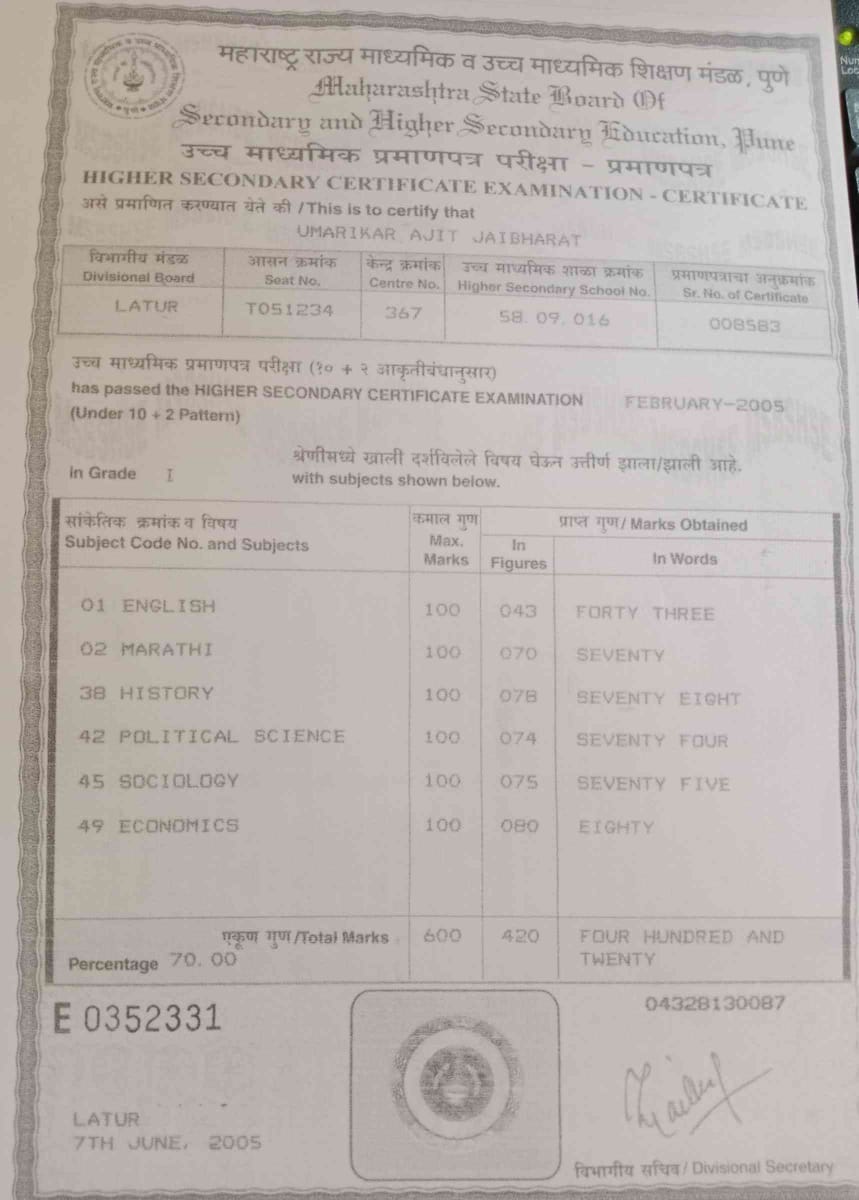 महाराष्ट्र राज्य माध्यमिक व उच्च माध्यमिक शिक्षण मंडळ, पुणे
Maharashtra State Board Of
Secondary and Higher Secondary Education, Pune
उच्च माध्यमिक प्रमाणपत्र परीक्षा - प्रमाणपत्र
HIGHER SECONDARY CERTIFICATE EXAMINATION - CERTIFICATE
असे प्रमाणित करण्यात येते की /This is to certify that
UMARIKAR AJIT JAIBHARAT
विभागीय मंडळ आसन क्रमांक केन्द्र क्रमांक उच्च माध्यमिक शाळा क्रमांक प्रमाणपत्राचा अनुक्रमांक
Divisional Board Seat No. Centre No. Higher Secondary School No. Sr. No. of Certificate
LATUR T051234 367 58.09.016 008583
उच्च माध्यमिक प्रमाणपत्र परीक्षा (१० + २ आकृतीबंधानुसार)
has passed the HIGHER SECONDARY CERTIFICATE EXAMINATION FEBRUARY-2005
(Under 10 + 2 Pattern)
श्रेणीमध्ये खाली दर्शविलेले विषय घेऊन उत्तीर्ण झाला/झाली आहे.
in Grade I with subjects shown below.
सांकेतिक क्रमांक व विषय कमाल गुण प्राप्त गुण/ Marks Obtained
Subject Code No. and Subjects Max. Marks In Figures In Words
01 ENGLISH 100 043 FORTY THREE
02 MARATHI 100 070 SEVENTY
38 HISTORY 100 078 SEVENTY EIGHT
42 POLITICAL SCIENCE 100 074 SEVENTY FOUR
45 SOCIOLOGY 100 075 SEVENTY FIVE
49 ECONOMICS 100 080 EIGHTY
एकूण गुण/Total Marks 600 420 FOUR HUNDRED AND
Percentage 70.00 TWENTY
E 0352331 04328130087
LATUR
7TH JUNE, 2005
विभागीय सचिव/ Divisional Secretary
Num
Loc